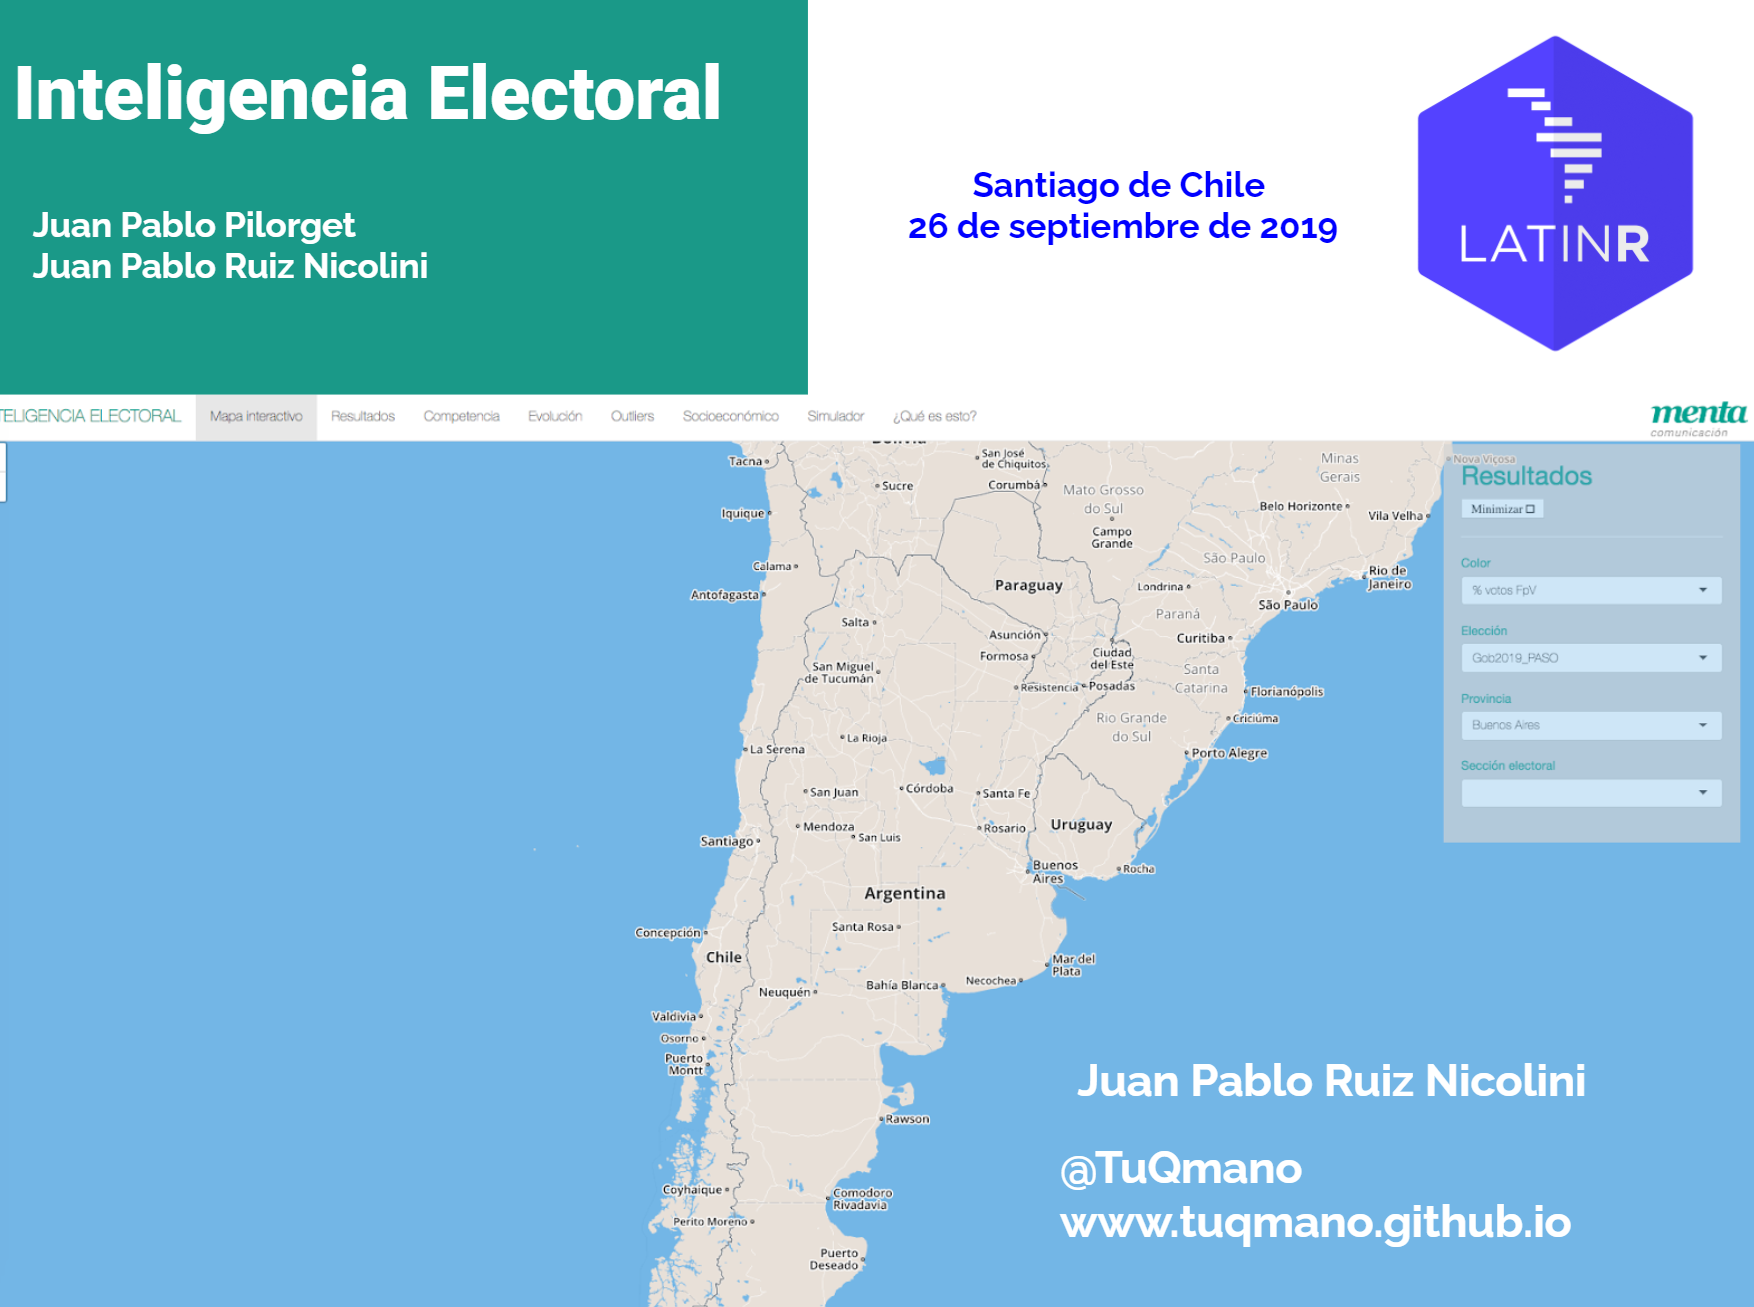 Inteligencia Electoral
Juan Pablo Pilorget
Juan Pablo Ruiz Nicolini
Santiago de Chile
26 de septiembre de 2019
LATINR
TELIGENCIA ELECTORAL
Mapa interactivo
Resultados
Competencia
Evolución
Outliers
Socioeconómico
Simulador
¿Qué es esto?
menta
comunicación
Bolivia
Tacna
San José
de Chiquitos
Sucre
Corumbá
Mato Grosso
do Sul
Minas
Gerais
Nova Viçosa
Iquique
Campo
Grande
Belo Horizonte
Vila Velha
Calama
São Paulo
Rio de
Janeiro
Antofagasta
Paraguay
Londrina
São Paulo
Salta
Paraná
Asunción
Curitiba
Formosa
Ciudad
del Este
San Miguel
de Tucumán
Santa
Catarina
Resistencia
Posadas
Florianópolis
Rio Grande
do Sul
Criciúma
La Rioja
La Serena
Porto Alegre
San Juan
Córdoba
Santa Fe
Mendoza
San Luis
Rosario
Uruguay
Santiago
Buenos
Aires
Rocha
Argentina
Santa Rosa
Concepción
Chile
Mar del
Plata
Neuquén
Bahía Blanca
Necochea
Valdivia
Osorno
Puerto
Montt
Rawson
Coyhaique
Comodoro
Rivadavia
Perito Moreno
Puerto
Deseado
Resultados
Minimizar
Color
% votos FpV
Elección
Gob2019_PASO
Provincia
Buenos Aires
Sección electoral
Juan Pablo Ruiz Nicolini
@TuQmano
www.tuqmano.github.io